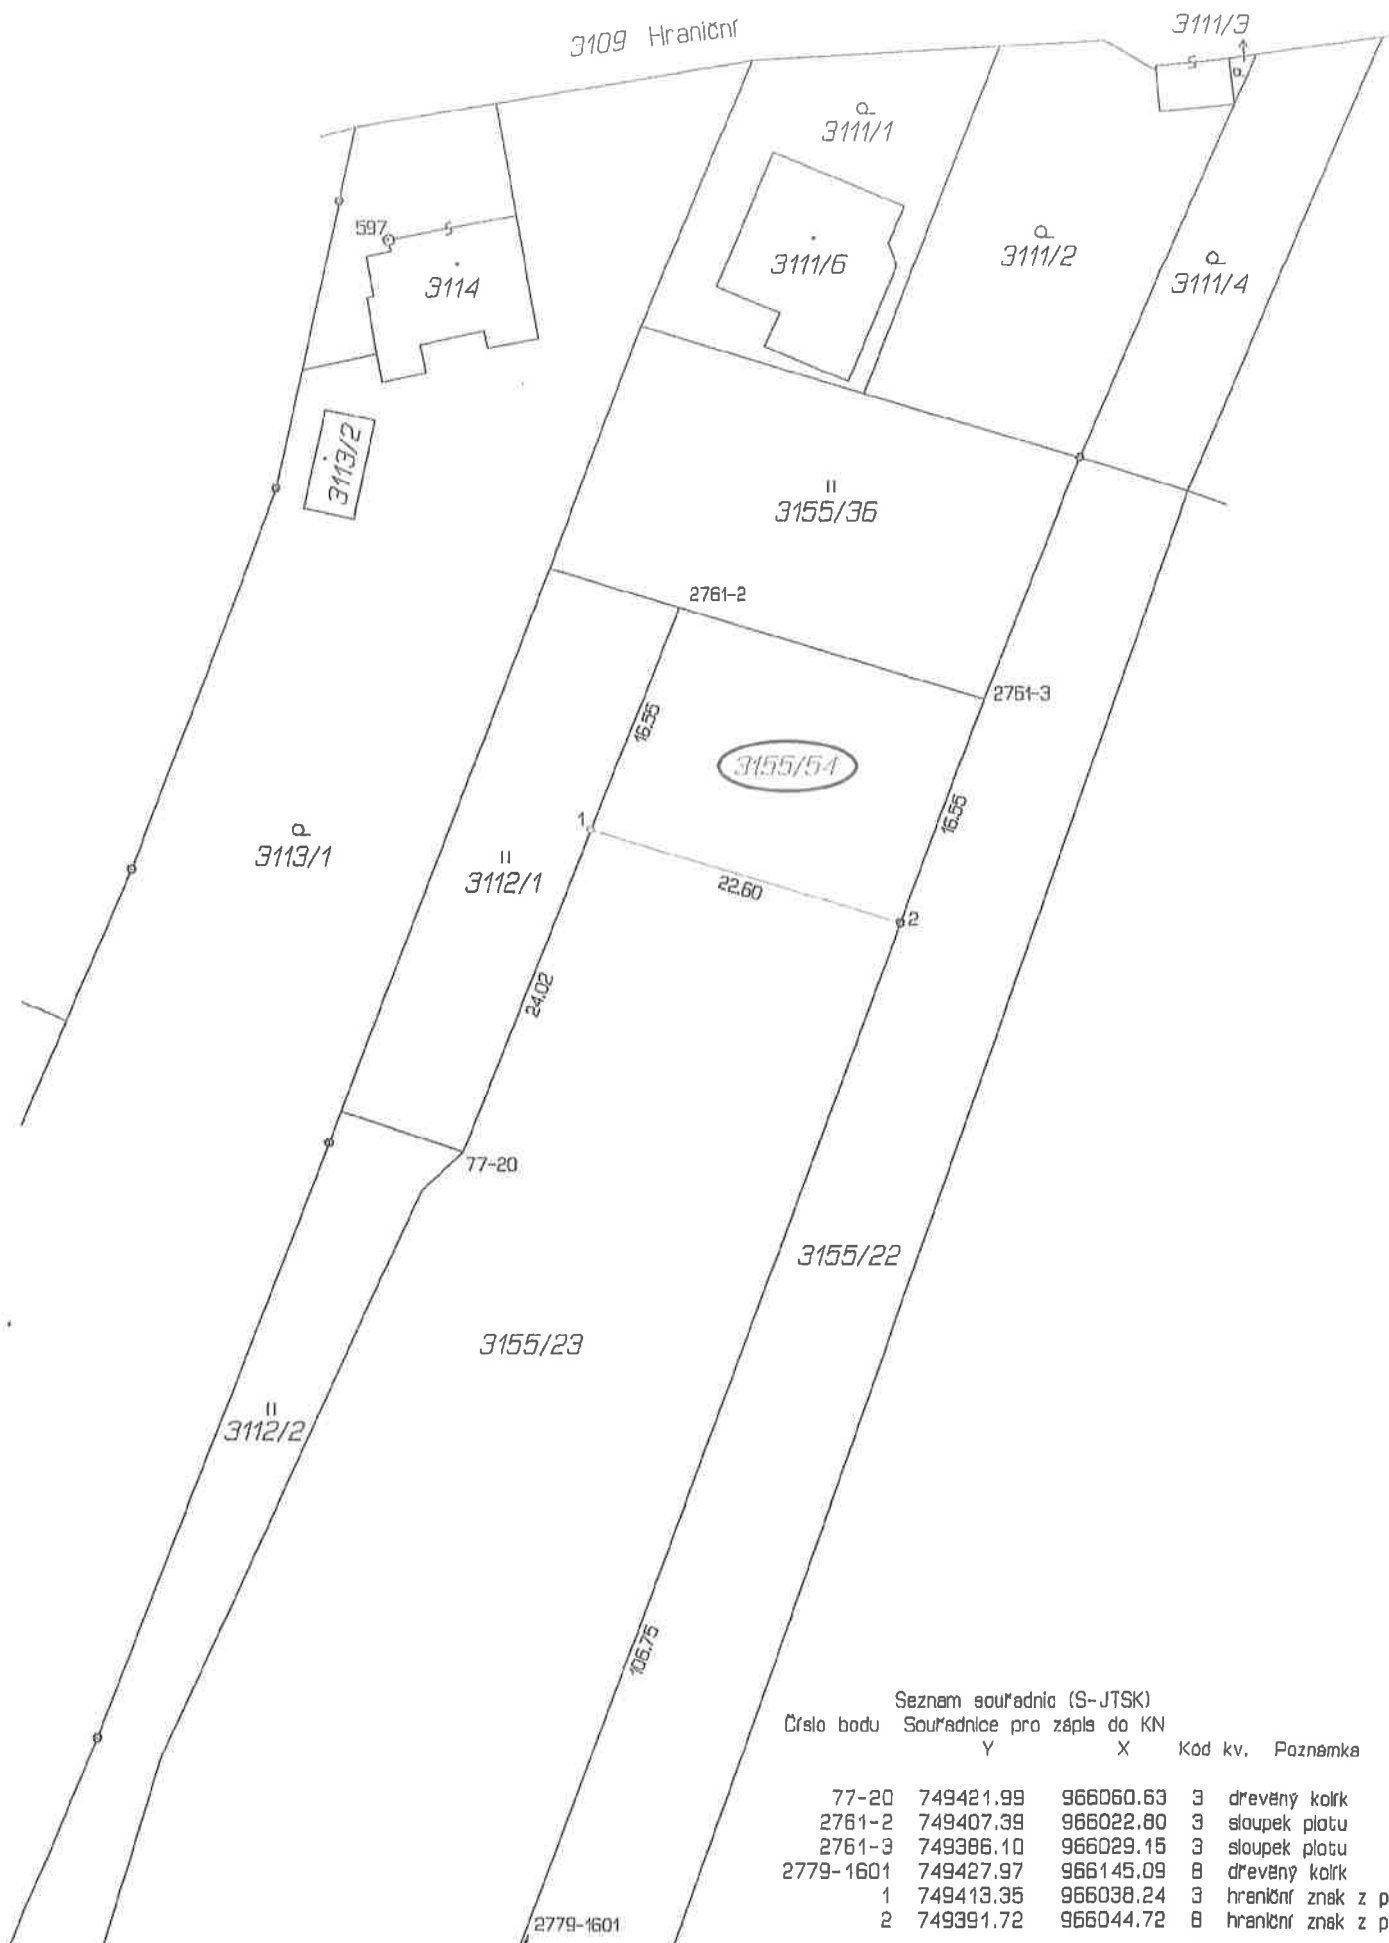 3109 Hraniční
3111/3
3111/1
597
3114
3111/6
3111/2
3111/4
3113/2
3155/36
2761-2
2761-3
16.55
3155/54
16.55
1
3113/1
3112/1
22.60
2
24.02
77-20
3155/22
3155/23
3112/2
106.75
2779-1601
Seznam souřadnic (S-JTSK)
Číslo bodu Souřadnice pro zápis do KN
Y X Kód kv. Poznámka
77-20 749421.99 966060.63 3 dřevěný kolík
2761-2 749407.39 966022.80 3 sloupek plotu
2761-3 749386.10 966029.15 3 sloupek plotu
2779-1601 749427.97 966145.09 8 dřevěný kolík
1 749413.35 966038.24 3 hraniční znak z p
2 749391.72 966044.72 8 hraniční znak z p